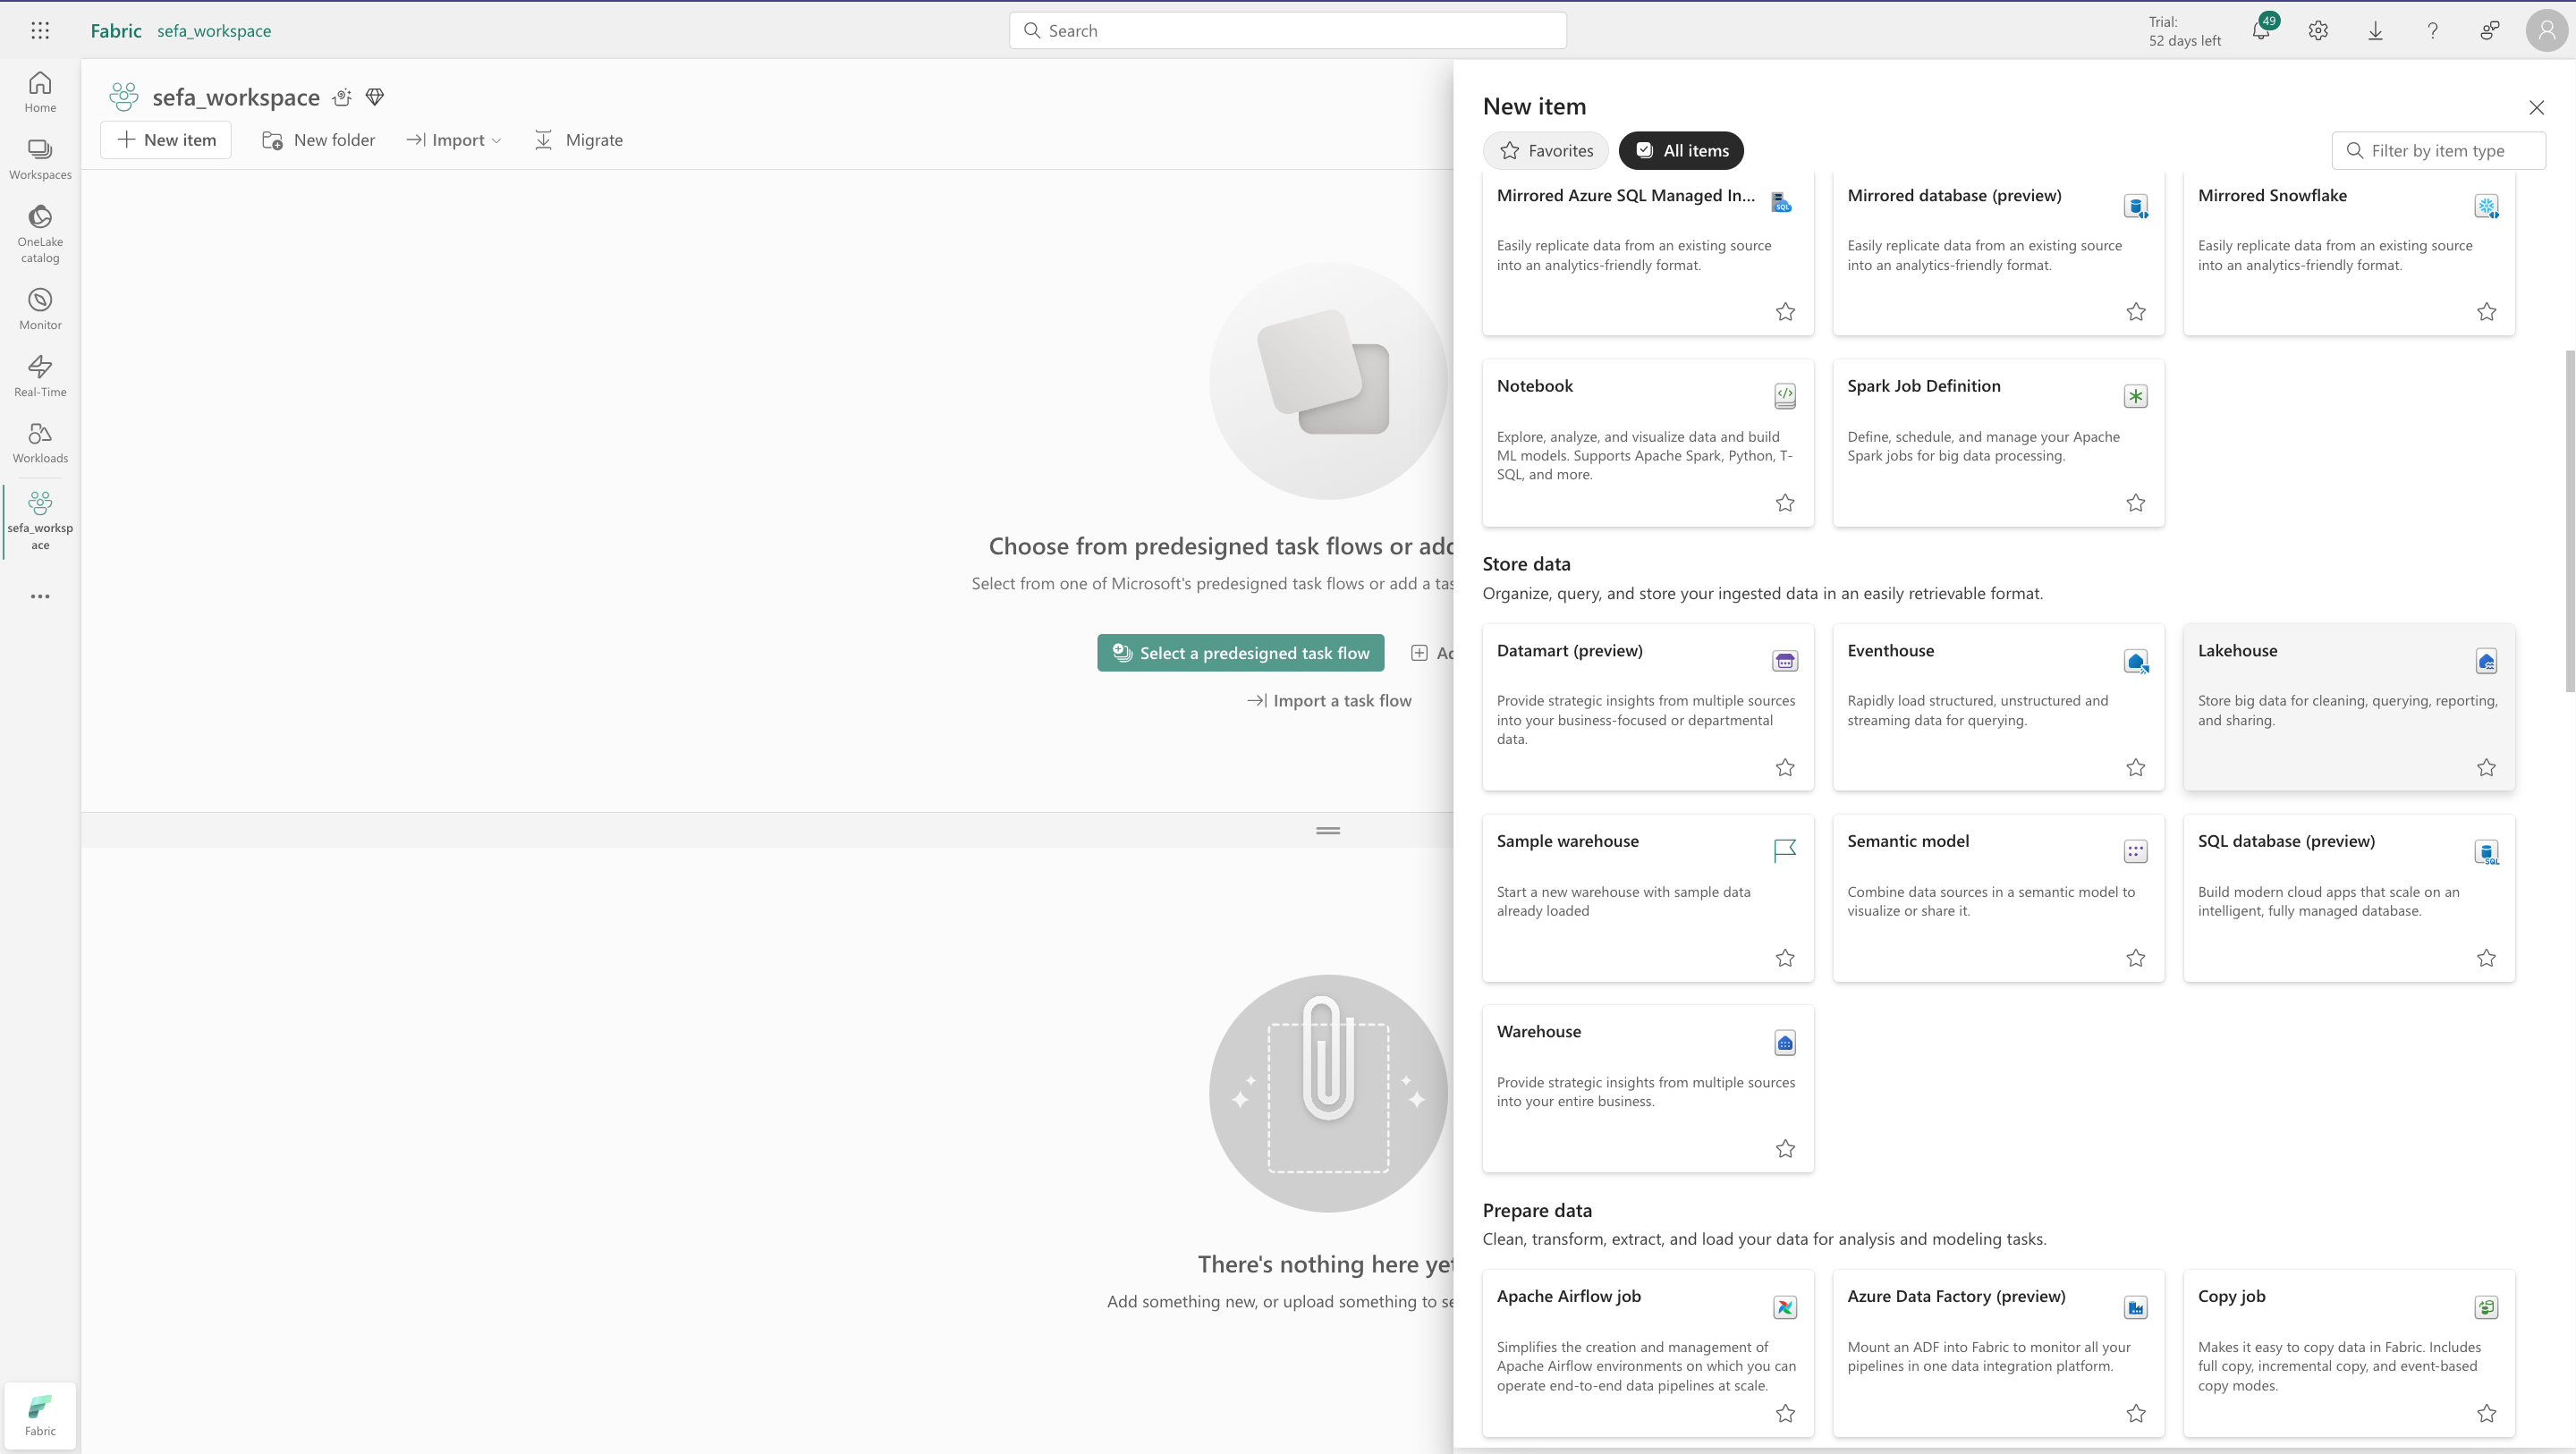 Fabric sefa_workspace
Search
Trial:
52 days left
49
Home
Workspaces
OneLake
catalog
Monitor
Real-Time
Workloads
sefa_worksp
ace
Fabric
sefa_workspace
New item
New folder
Import
Migrate
Choose from predesigned task flows or add
Select from one of Microsoft's predesigned task flows or add a tas
Select a predesigned task flow
Ad
Import a task flow
There's nothing here yet
Add something new, or upload something to se
New item
Favorites
All items
Filter by item type
Mirrored Azure SQL Managed In...
SQL
Easily replicate data from an existing source
into an analytics-friendly format.
Mirrored database (preview)
Easily replicate data from an existing source
into an analytics-friendly format.
Mirrored Snowflake
Easily replicate data from an existing source
into an analytics-friendly format.
Notebook
Explore, analyze, and visualize data and build
ML models. Supports Apache Spark, Python, T-
SQL, and more.
Spark Job Definition
Define, schedule, and manage your Apache
Spark jobs for big data processing.
Store data
Organize, query, and store your ingested data in an easily retrievable format.
Datamart (preview)
Provide strategic insights from multiple sources
into your business-focused or departmental
data.
Eventhouse
Rapidly load structured, unstructured and
streaming data for querying.
Lakehouse
Store big data for cleaning, querying, reporting,
and sharing.
Sample warehouse
Start a new warehouse with sample data
already loaded
Semantic model
Combine data sources in a semantic model to
visualize or share it.
SQL database (preview)
SQL
Build modern cloud apps that scale on an
intelligent, fully managed database.
Warehouse
Provide strategic insights from multiple sources
into your entire business.
Prepare data
Clean, transform, extract, and load your data for analysis and modeling tasks.
Apache Airflow job
Simplifies the creation and management of
Apache Airflow environments on which you can
operate end-to-end data pipelines at scale.
Azure Data Factory (preview)
Mount an ADF into Fabric to monitor all your
pipelines in one data integration platform.
Copy job
Makes it easy to copy data in Fabric. Includes
full copy, incremental copy, and event-based
copy modes.